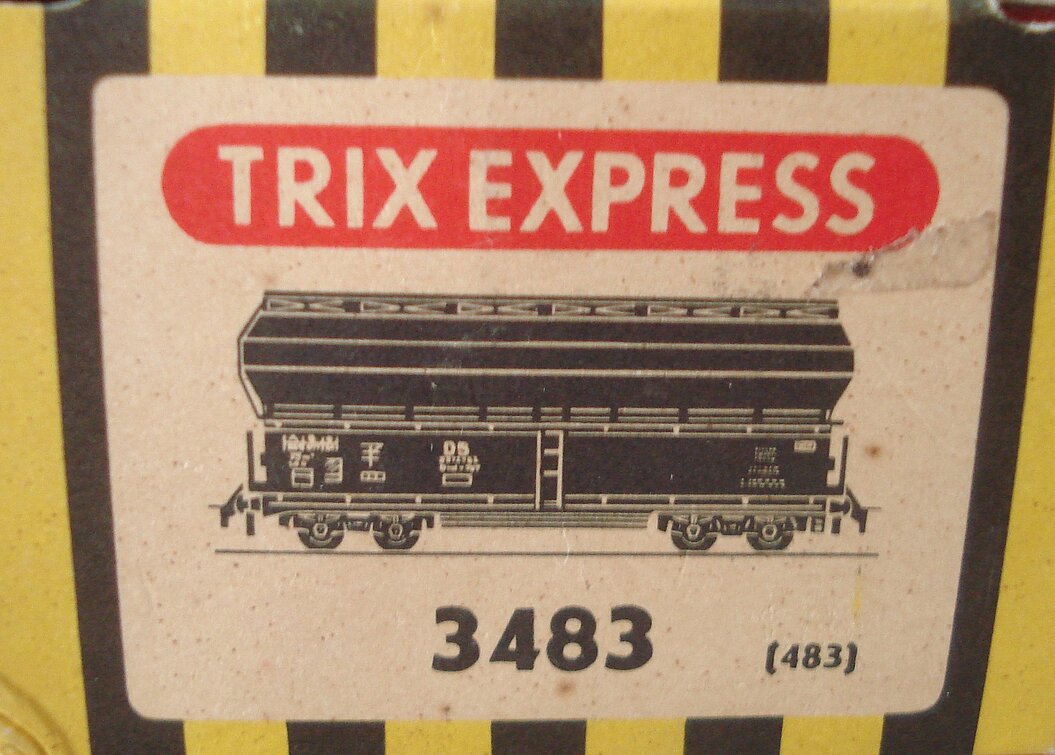 TRIX EXPRESS
DB
3483
(483)